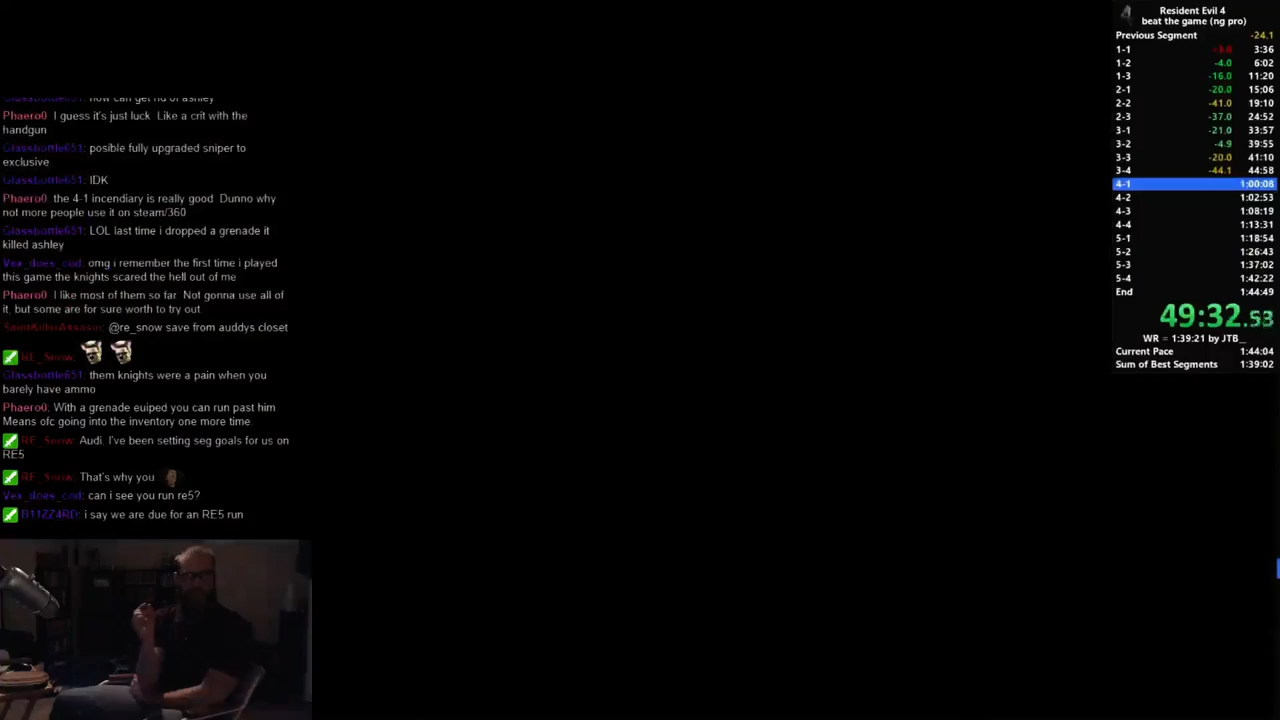 Glassbottle651: how can get rid of ashley
Phaero0: I guess it's just luck. Like a crit with the
handgun
Glassbottle651: posible fully upgraded sniper to
exclusive
Glassbottle651: IDK
Phaero0: the 4-1 incendiary is really good. Dunno why
not more people use it on steam/360
Glassbottle651: LOL last time i dropped a grenade it
killed ashley
Vex_does_cod: omg i remember the first time i played
this game the knights scared the hell out of me
Phaero0: I like most of them so far. Not gonna use all of
it, but some are for sure worth to try out
SaintKillerAssasin: @re_snow save from auddys closet
RE_Snow:
Glassbottle651: them knights were a pain when you
barely have ammo
Phaero0: With a grenade euiped you can run past him
Means ofc going into the inventory one more time
RE_Snow: Audi, I've been setting seg goals for us on
RE5
RE_Snow: That's why you
Vex_does_cod: can i see you run re5?
B11ZZ4RD: i say we are due for an RE5 run
Resident Evil 4
beat the game (ng pro)
Previous Segment -24.1
1-1 +3.0 3:36
1-2 -4.0 6:02
1-3 -16.0 11:20
2-1 -20.0 15:06
2-2 -41.0 19:10
2-3 -37.0 24:52
3-1 -21.0 33:57
3-2 -4.9 39:55
3-3 -20.0 41:10
3-4 -44.1 44:58
4-1 1:00:06
4-2 1:02:53
4-3 1:08:19
4-4 1:13:31
5-1 1:18:54
5-2 1:26:43
5-3 1:37:02
5-4 1:42:22
End 1:44:49
49:32.53
WR = 1:39:21 by JTB_
Current Pace 1:44:04
Sum of Best Segments 1:39:02